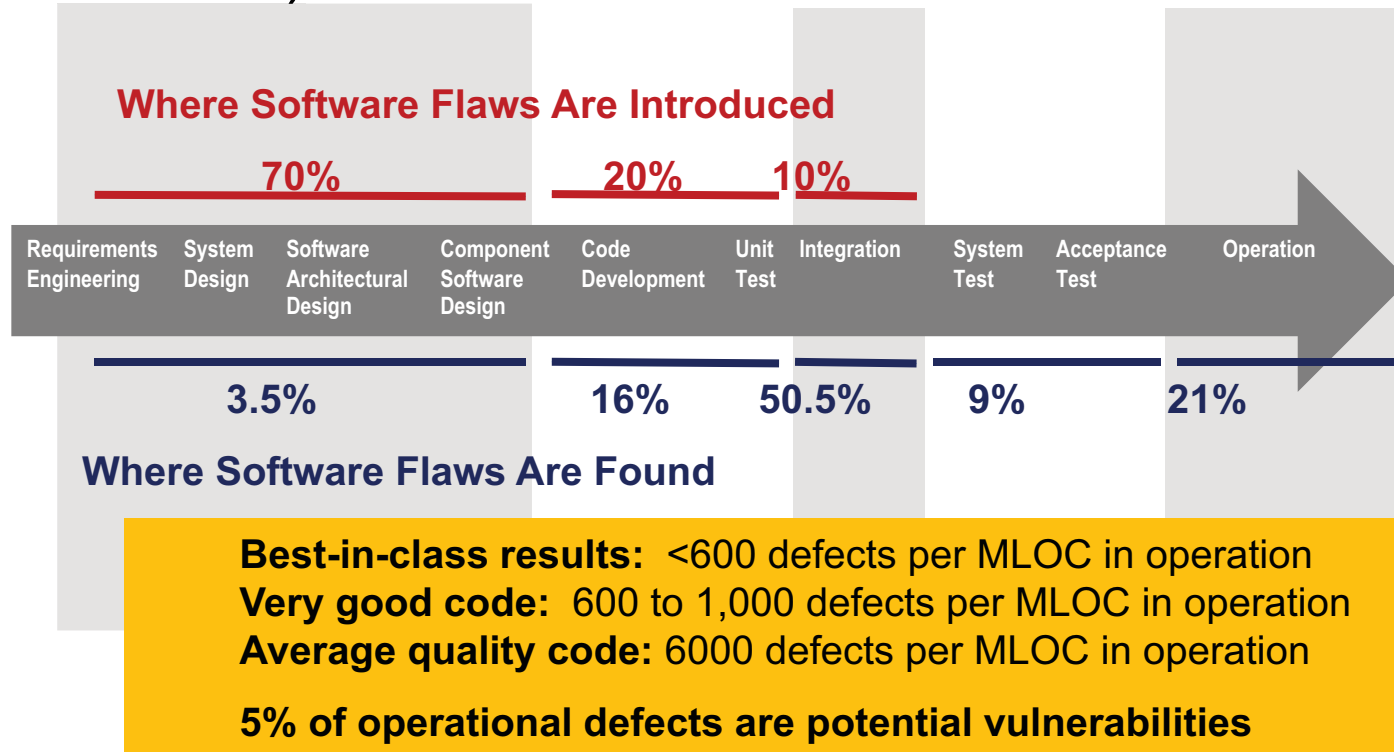 Where Software Flaws Are Introduced
70% 20% 10%
Requirements Engineering
System Design
Software Architectural Design
Component Software Design
Code Development
Unit Test
Integration
System Test
Acceptance Test
Operation
3.5% 16% 50.5% 9% 21%
Where Software Flaws Are Found
Best-in-class results: <600 defects per MLOC in operation
Very good code: 600 to 1,000 defects per MLOC in operation
Average quality code: 6000 defects per MLOC in operation
5% of operational defects are potential vulnerabilities